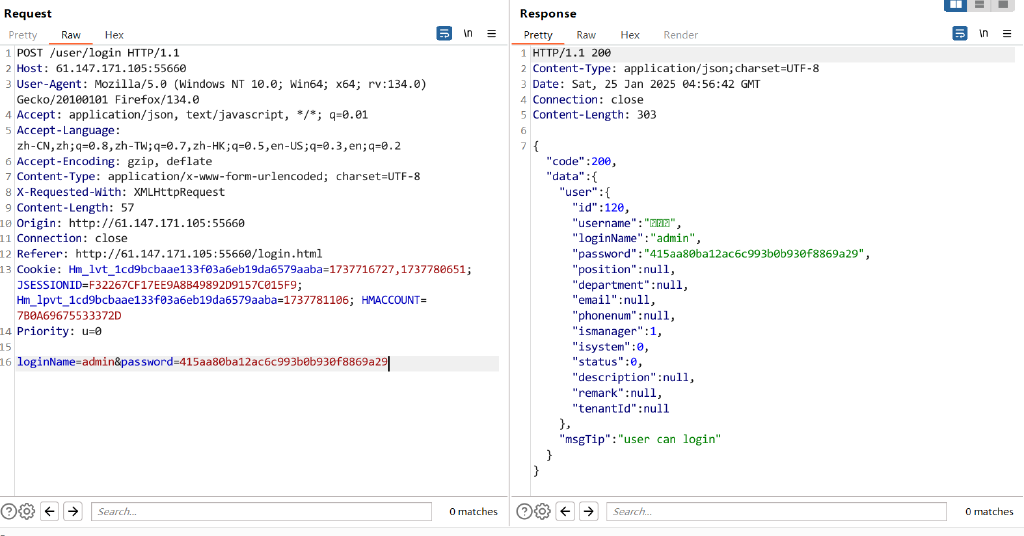 Request
Pretty Raw Hex
\n
1 POST /user/login HTTP/1.1
2 Host: 61.147.171.105:55660
3 User-Agent: Mozilla/5.0 (Windows NT 10.0; Win64; x64; rv:134.0)
Gecko/20100101 Firefox/134.0
4 Accept: application/json, text/javascript, */*; q=0.01
5 Accept-Language:
zh-CN,zh;q=0.8,zh-TW;q=0.7,zh-HK;q=0.5,en-US;q=0.3,en;q=0.2
6 Accept-Encoding: gzip, deflate
7 Content-Type: application/x-www-form-urlencoded; charset=UTF-8
8 X-Requested-With: XMLHttpRequest
9 Content-Length: 57
10 Origin: http://61.147.171.105:55660
11 Connection: close
12 Referer: http://61.147.171.105:55660/login.html
13 Cookie: Hm_lvt_1cd9bcbaae133f03a6eb19da6579aaba=1737716727,1737780651;
JSESSIONID=F32267CF17EE9A8B49892D9157C015F9;
Hm_lpvt_1cd9bcbaae133f03a6eb19da6579aaba=1737781106; HMACCOUNT=
7B0A69675533372D
14 Priority: u=0
15
16 loginName=admin&password=415aa80ba12ac6c993b0b930f8869a29
Search...
0 matches
Response
Pretty Raw Hex Render
\n
1 HTTP/1.1 200
2 Content-Type: application/json;charset=UTF-8
3 Date: Sat, 25 Jan 2025 04:56:42 GMT
4 Connection: close
5 Content-Length: 303
6
7 {
"code":200,
"data":{
"user":{
"id":120,
"username":"",
"loginName":"admin",
"password":"415aa80ba12ac6c993b0b930f8869a29",
"position":null,
"department":null,
"email":null,
"phonenum":null,
"ismanager":1,
"isystem":0,
"status":0,
"description":null,
"remark":null,
"tenantId":null
},
"msgTip":"user can login"
}
}
Search...
0 matches